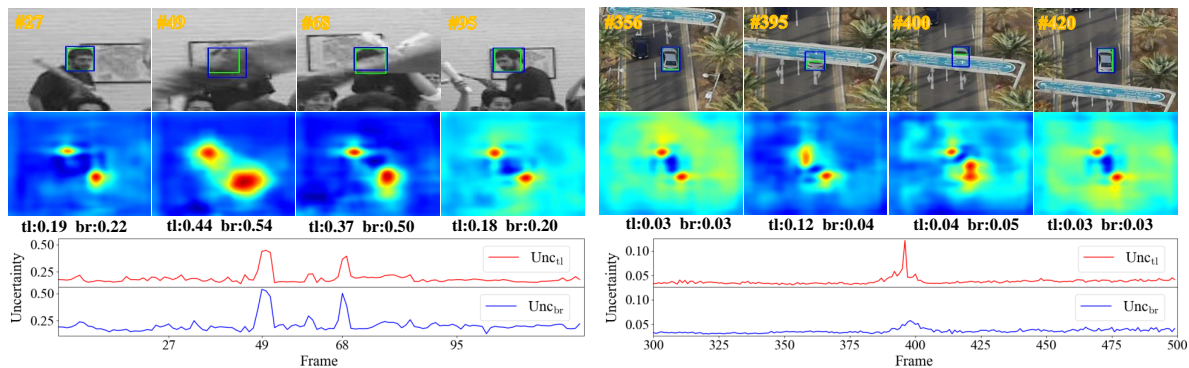 #27 #49 #68 #95
#356 #395 #400 #420
tl:0.19 br:0.22 tl:0.44 br:0.54 tl:0.37 br:0.50 tl:0.18 br:0.20
tl:0.03 br:0.03 tl:0.12 br:0.04 tl:0.04 br:0.05 tl:0.03 br:0.03
Uncertainty
0.50
0.25
Unctl
0.50
0.25
Uncbr
27 49 68 95
Frame
Uncertainty
0.10
0.05
Unctl
0.10
0.05
Uncbr
300 325 350 375 400 425 450 475 500
Frame